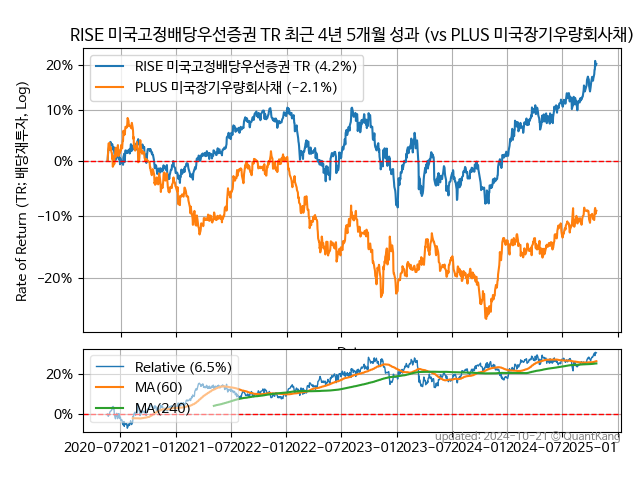 RISE 미국고정배당우선증권 TR 최근 4년 5개월 성과 (vs PLUS 미국장기우량회사채)
RISE 미국고정배당우선증권 TR (4.2%)
PLUS 미국장기우량회사채 (−2.1%)
20%
10%
0%
−10%
−20%
Rate of Return (TR: 배당재투자, Log)
Relative (6.5%)
MA(60)
MA(240)
20%
0%
updated: 2024-10-21 © QuantKang
2020-07
2021-01
2021-07
2022-01
2022-07
2023-01
2023-07
2024-01
2024-07
2025-01